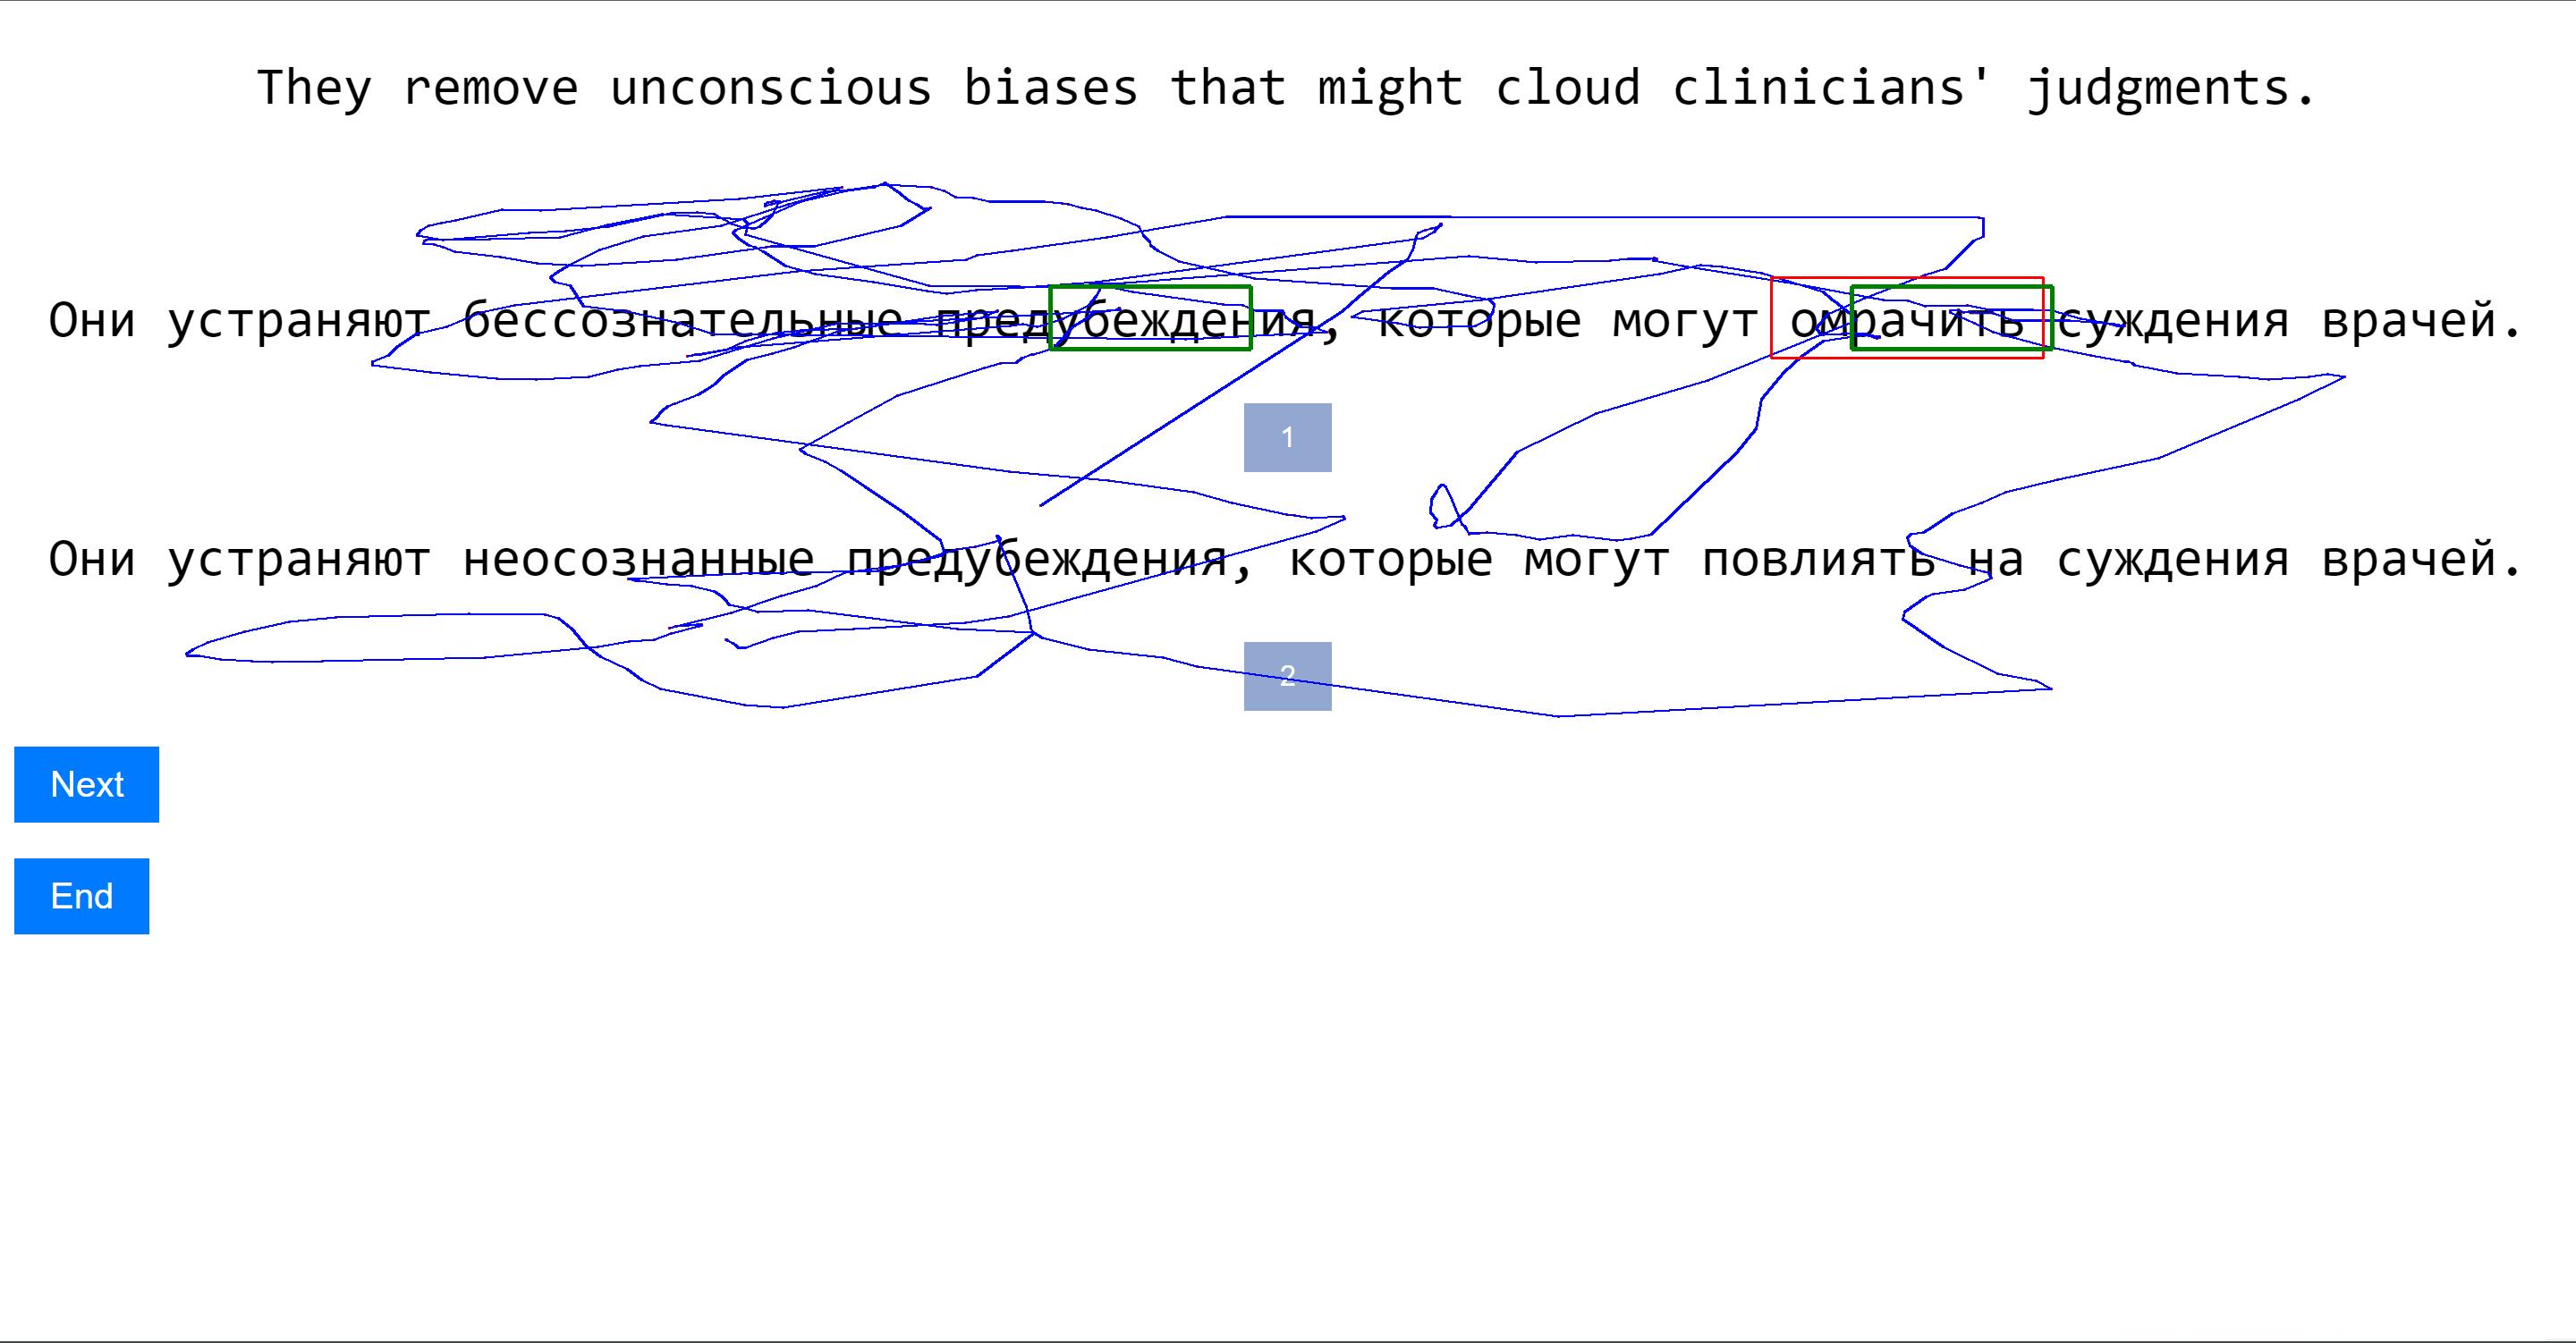 They remove unconscious biases that might cloud clinicians' judgments.
Они устраняют бессознательные предубеждения, которые могут омрачить суждения врачей.
1
Они устраняют неосознанные предубеждения, которые могут повлиять на суждения врачей.
2
Next
End